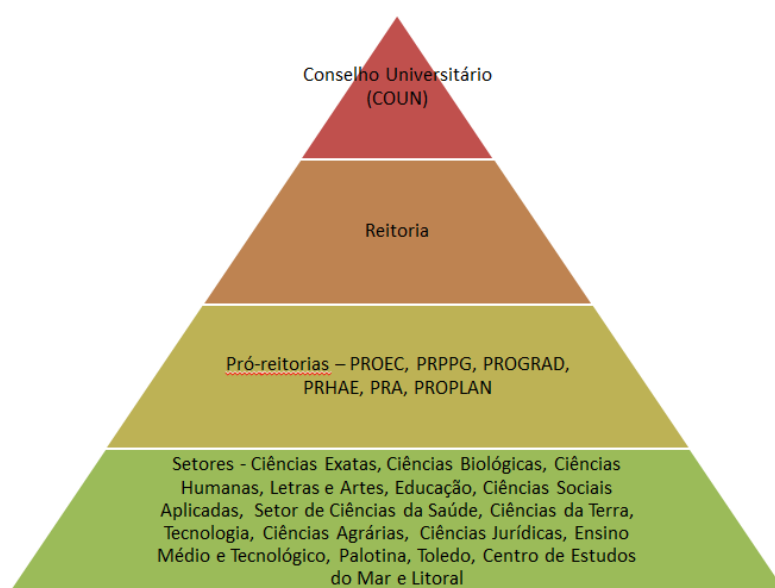 Conselho Universitário
(COUN)
Reitoria
Pró-reitorias – PROEC, PRPPG, PROGRAD,
PRHAE, PRA, PROPLAN
Setores - Ciências Exatas, Ciências Biológicas, Ciências
Humanas, Letras e Artes, Educação, Ciências Sociais
Aplicadas, Setor de Ciências da Saúde, Ciências da Terra,
Tecnologia, Ciências Agrárias, Ciências Jurídicas, Ensino
Médio e Tecnológico, Palotina, Toledo, Centro de Estudos
do Mar e Litoral